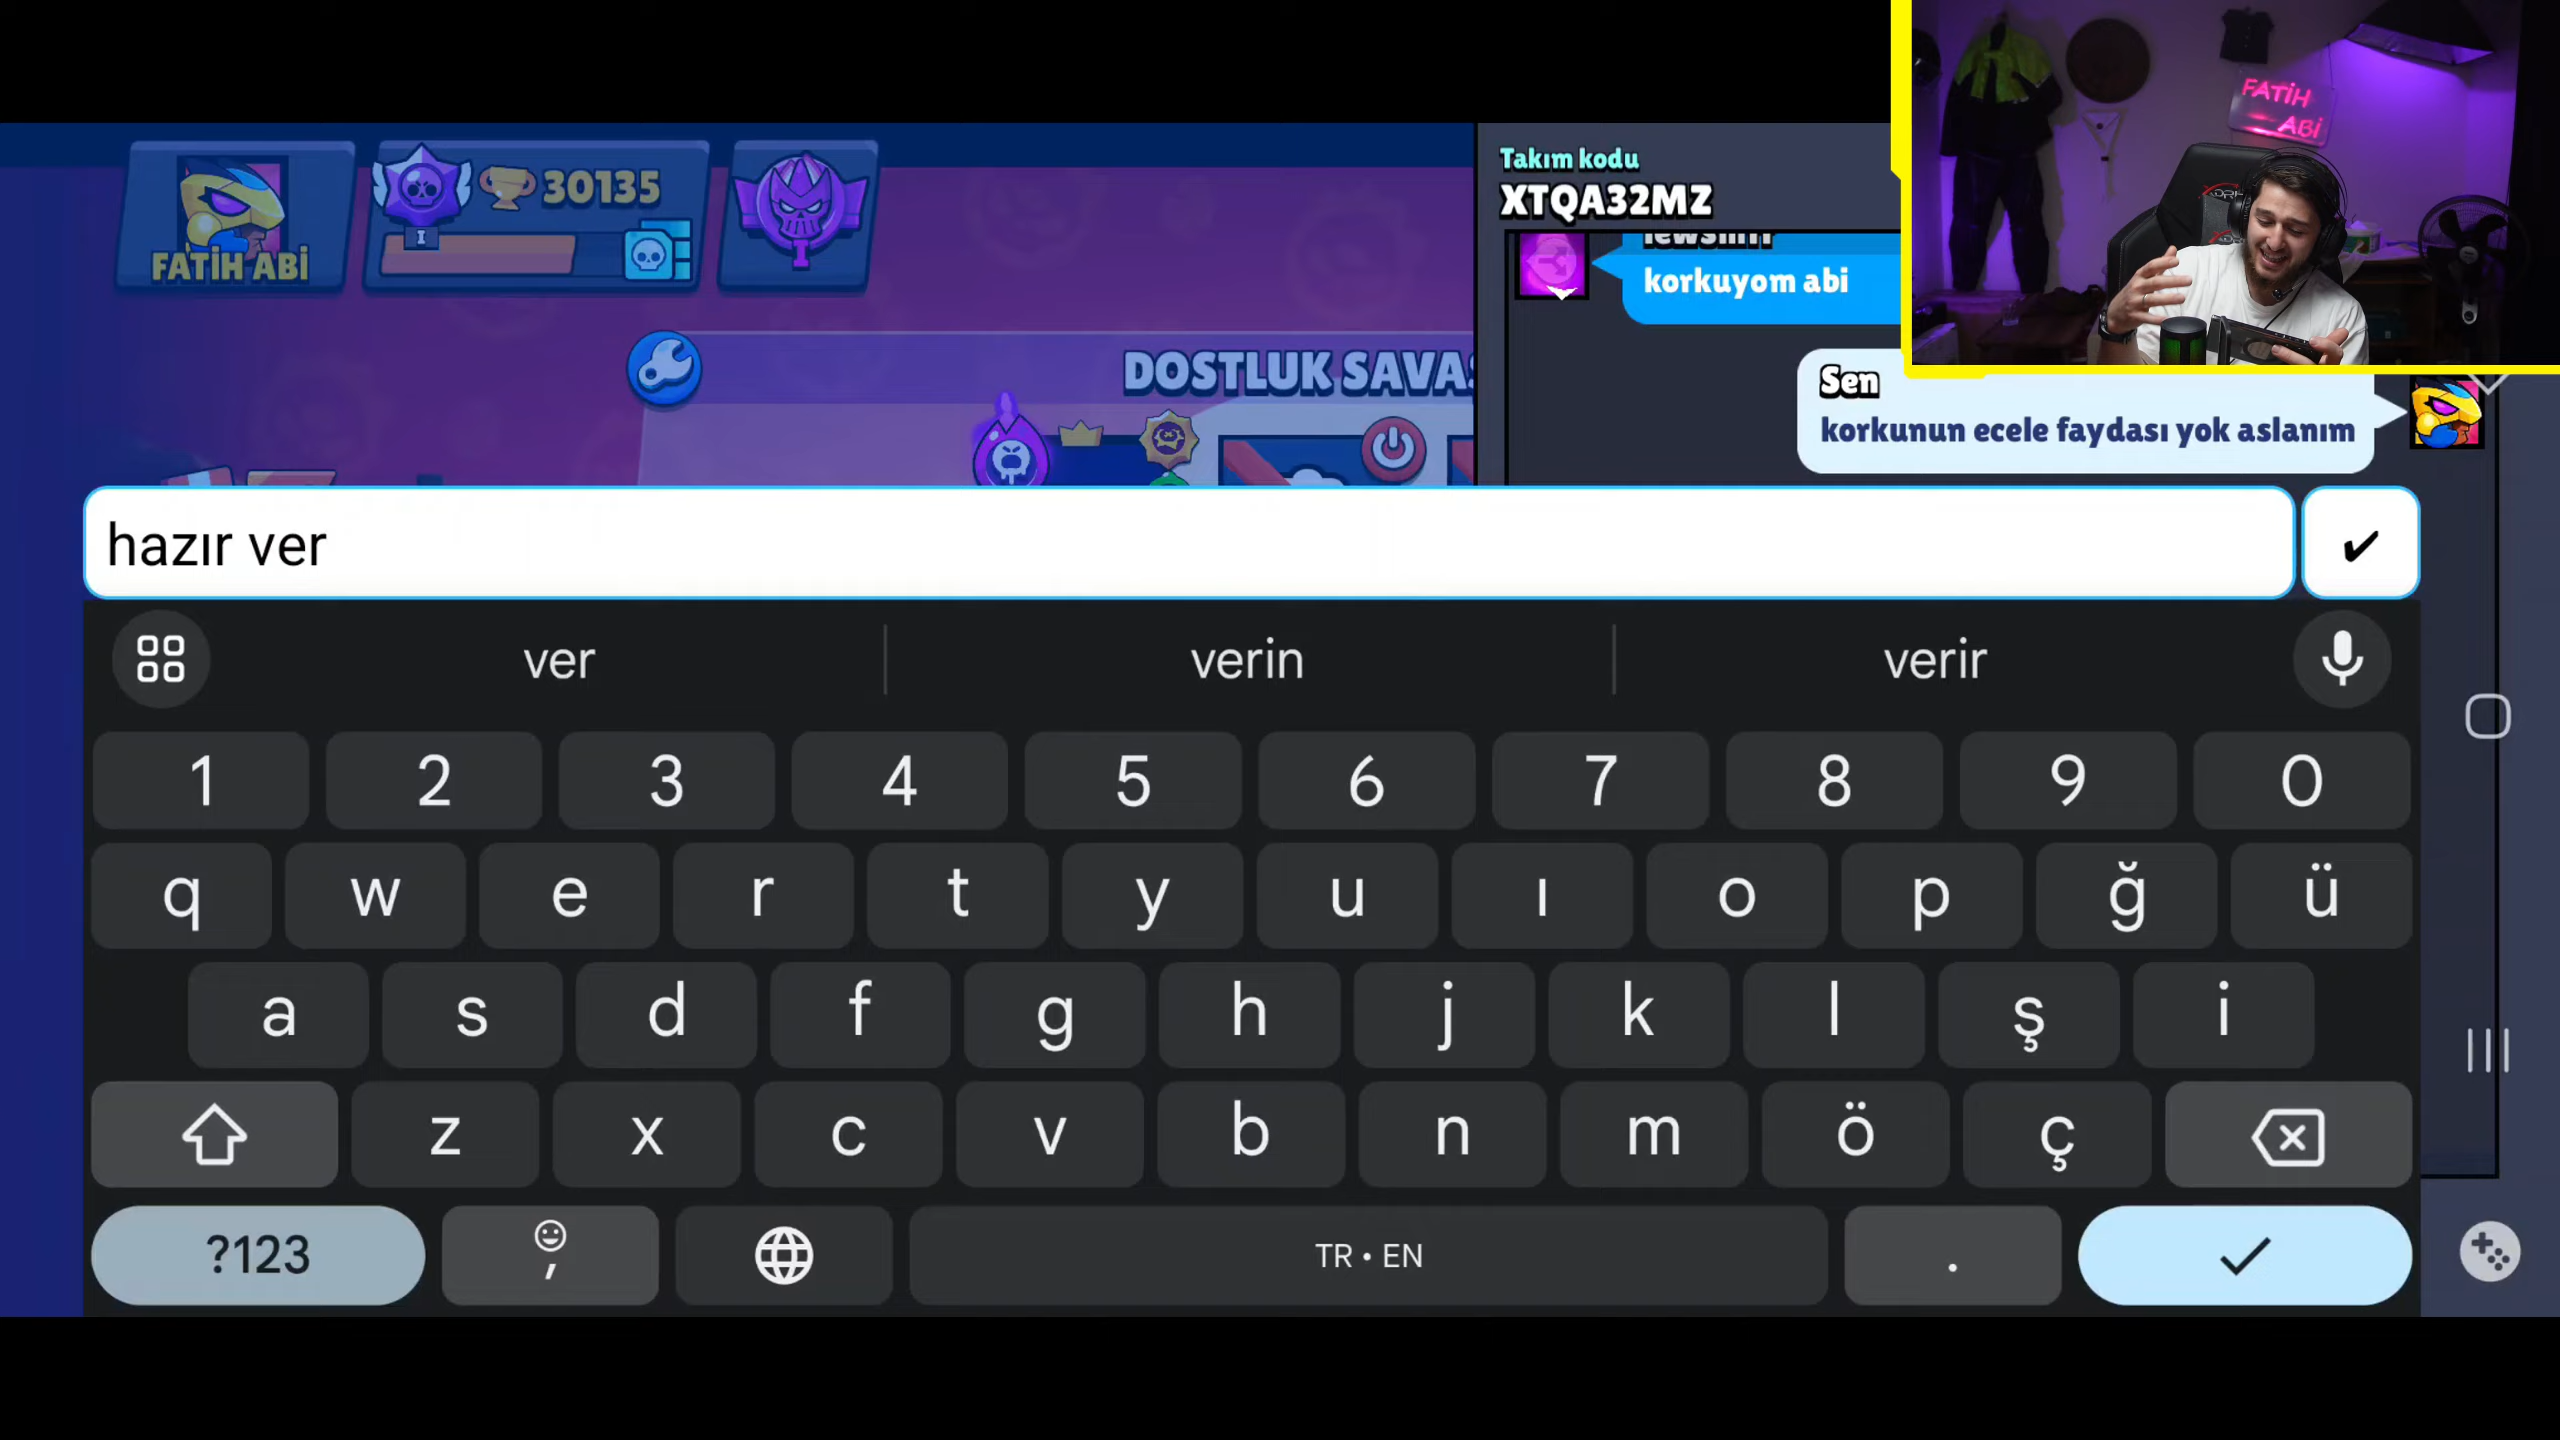 FATİH ABİ
30135
I
I
Takım kodu
XTQA32MZ
korkuyom abi
FATİH
ABİ
DOSTLUK SAVAŞ
Sen
korkunun ecele faydası yok aslanım
hazır ver
ver verin verir
1 2 3 4 5 6 7 8 9 0
q w e r t y u ı o p ğ ü
a s d f g h j k l ş i
z x c v b n m ö ç
?123 , TR • EN .